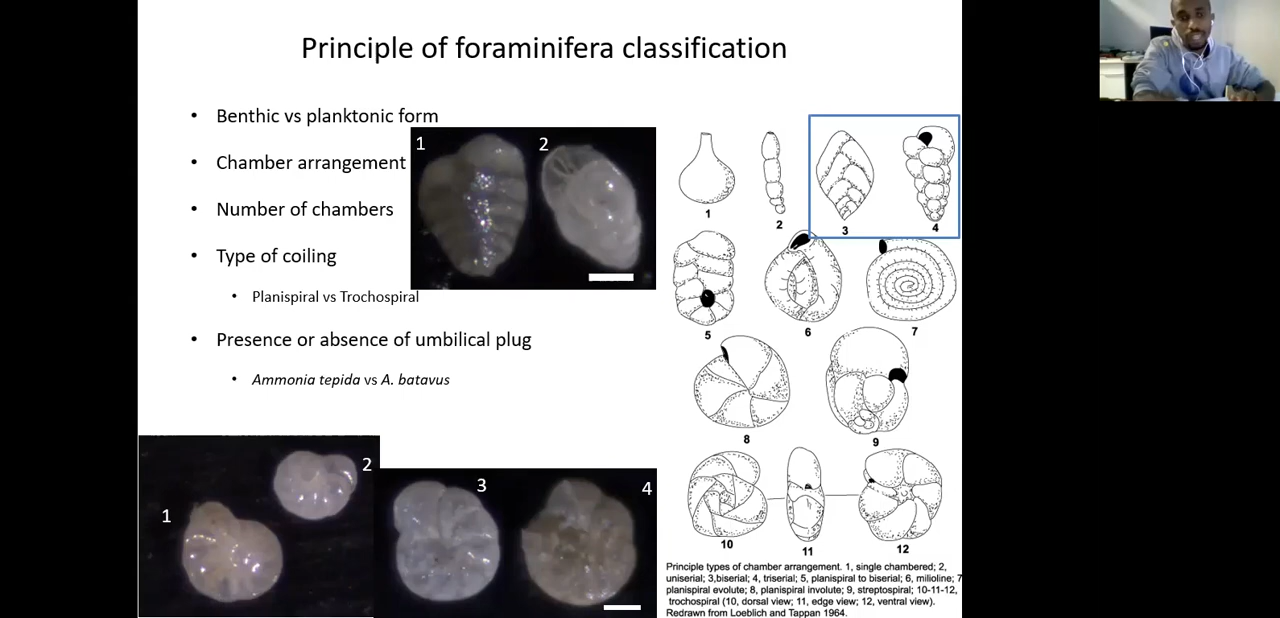 Principle of foraminifera classification
• Benthic vs planktonic form
• Chamber arrangement
• Number of chambers
• Type of coiling
• Planispiral vs Trochospiral
• Presence or absence of umbilical plug
• Ammonia tepida vs A. batavus
1 2
1 2 3 4
1
2
3
4
5
6
7
8
9
10
11
12
Principle types of chamber arrangement. 1, single chambered; 2,
uniserial; 3,biserial; 4, triserial; 5, planispiral to biserial; 6, milioline; 7
planispiral evolute; 8, planispiral involute; 9, streptospiral; 10-11-12,
trochospiral (10, dorsal view; 11, edge view; 12, ventral view).
Redrawn from Loeblich and Tappan 1964.